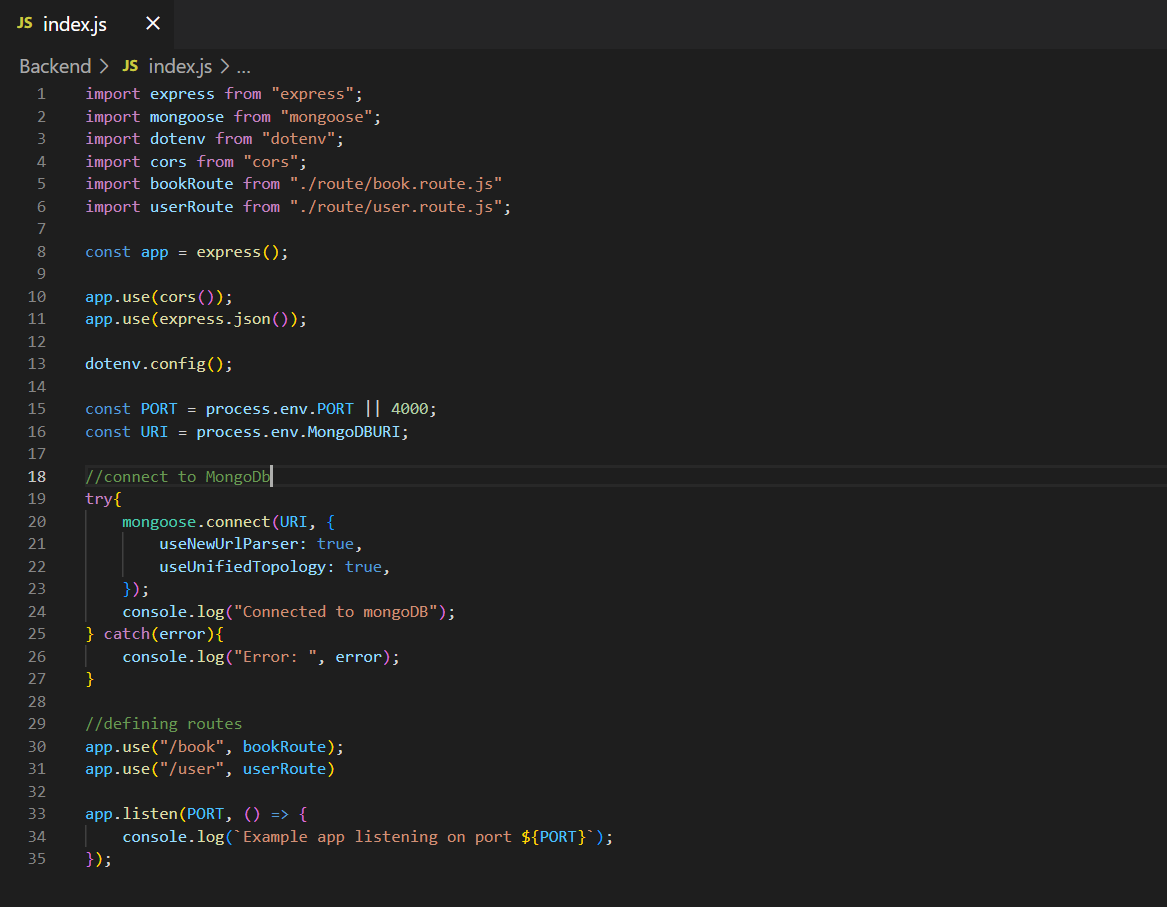 JS index.js ×
Backend > JS index.js > ...
1 import express from "express";
2 import mongoose from "mongoose";
3 import dotenv from "dotenv";
4 import cors from "cors";
5 import bookRoute from "./route/book.route.js"
6 import userRoute from "./route/user.route.js";
7
8 const app = express();
9
10 app.use(cors());
11 app.use(express.json());
12
13 dotenv.config();
14
15 const PORT = process.env.PORT || 4000;
16 const URI = process.env.MongoDBURI;
17
18 //connect to MongoDb
19 try{
20     mongoose.connect(URI, {
21         useNewUrlParser: true,
22         useUnifiedTopology: true,
23     });
24     console.log("Connected to mongoDB");
25 } catch(error){
26     console.log("Error: ", error);
27 }
28
29 //defining routes
30 app.use("/book", bookRoute);
31 app.use("/user", userRoute)
32
33 app.listen(PORT, () => {
34     console.log(`Example app listening on port ${PORT}`);
35 });